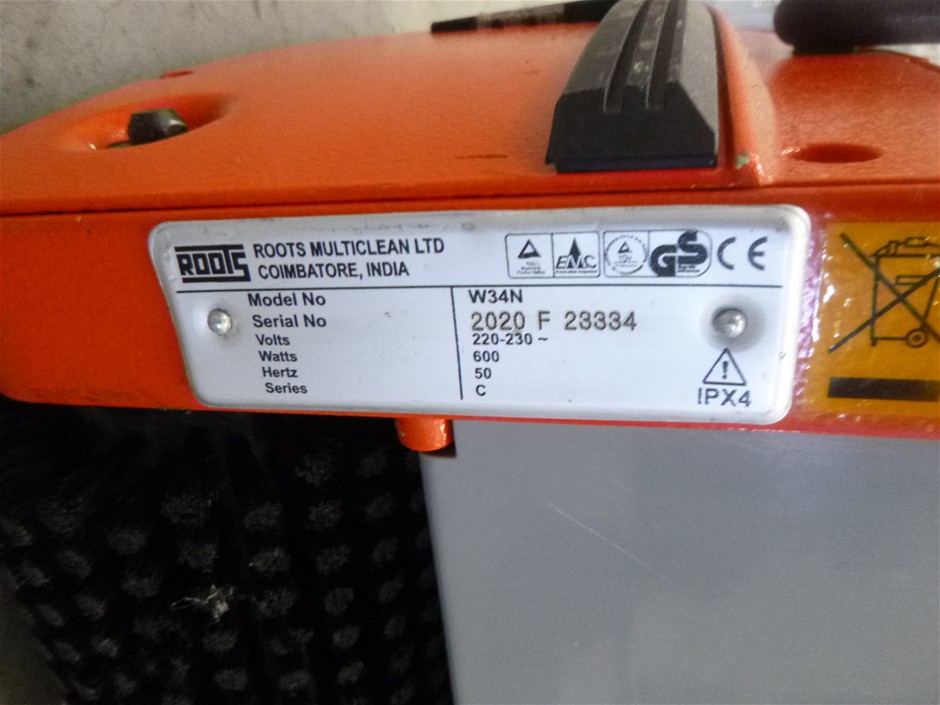 ROOTS
ROOTS MULTICLEAN LTD
COIMBATORE, INDIA
EMC
GS
CE
Model No W34N
Serial No 2020 F 23334
Volts 220-230 ~
Watts 600
Hertz 50
Series C
IPX4